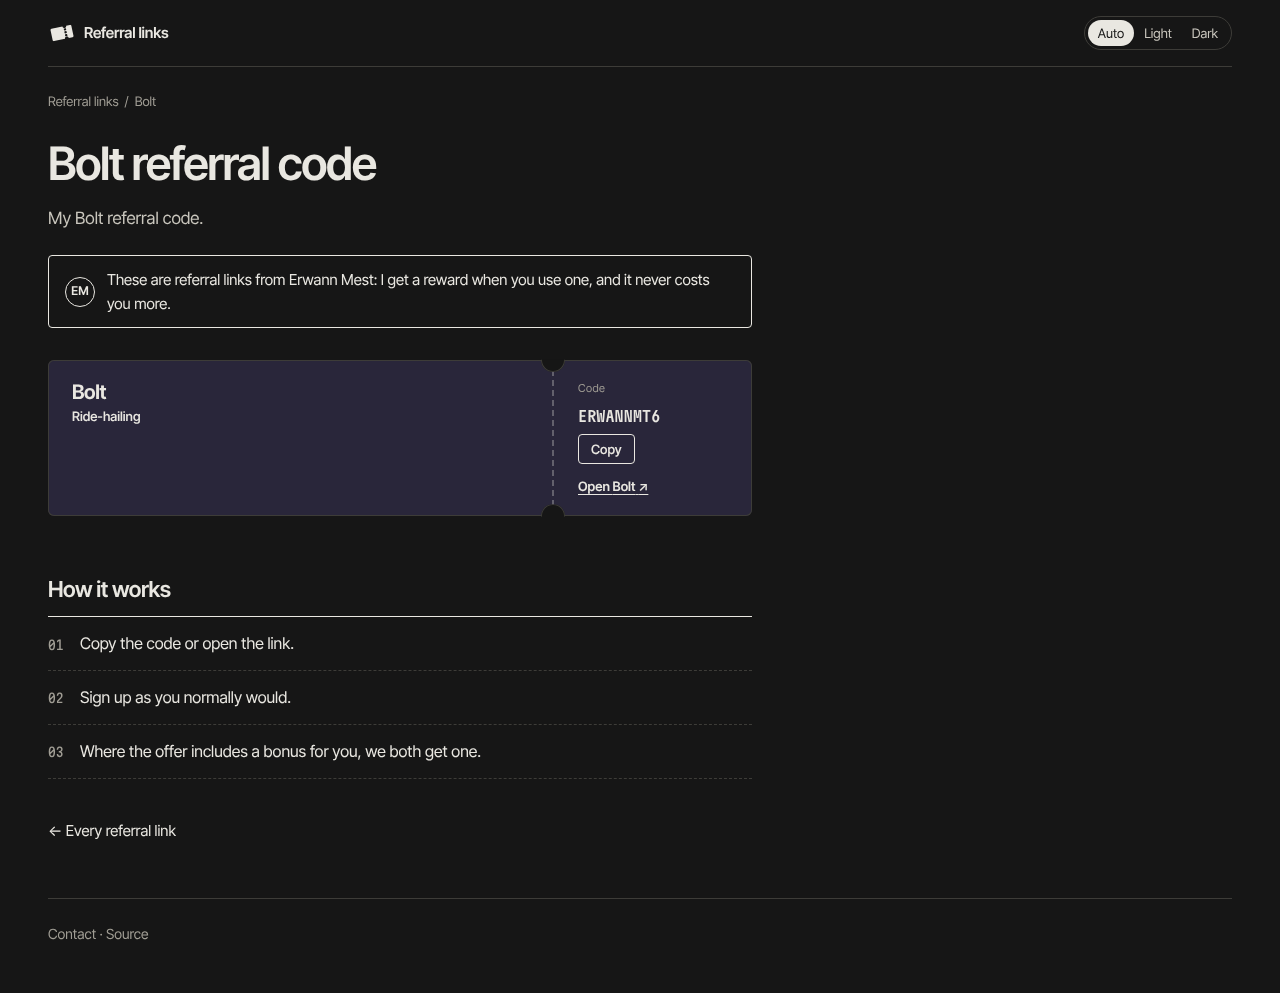 Referral links
Auto Light Dark
Referral links / Bolt
Bolt referral code
My Bolt referral code.
EM
These are referral links from Erwann Mest: I get a reward when you use one, and it never costs
you more.
Bolt
Ride-hailing
Code
ERWANNMT6
Copy
Open Bolt ↗
How it works
01 Copy the code or open the link.
02 Sign up as you normally would.
03 Where the offer includes a bonus for you, we both get one.
← Every referral link
Contact · Source